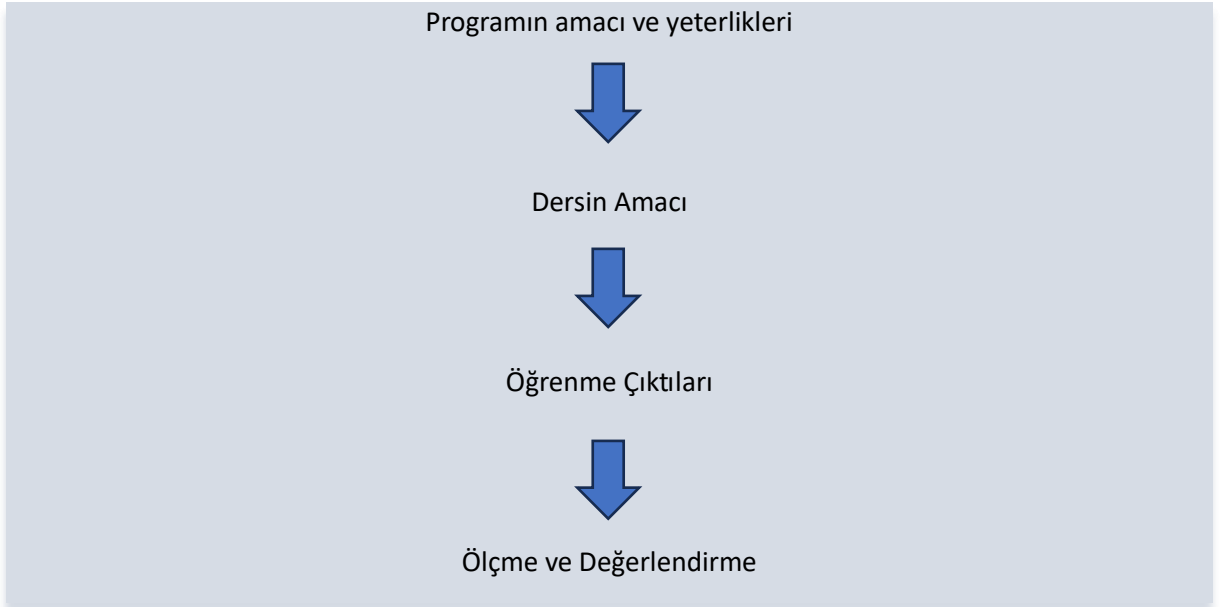 Programın amacı ve yeterlikleri
Dersin Amacı
Öğrenme Çıktıları
Ölçme ve Değerlendirme